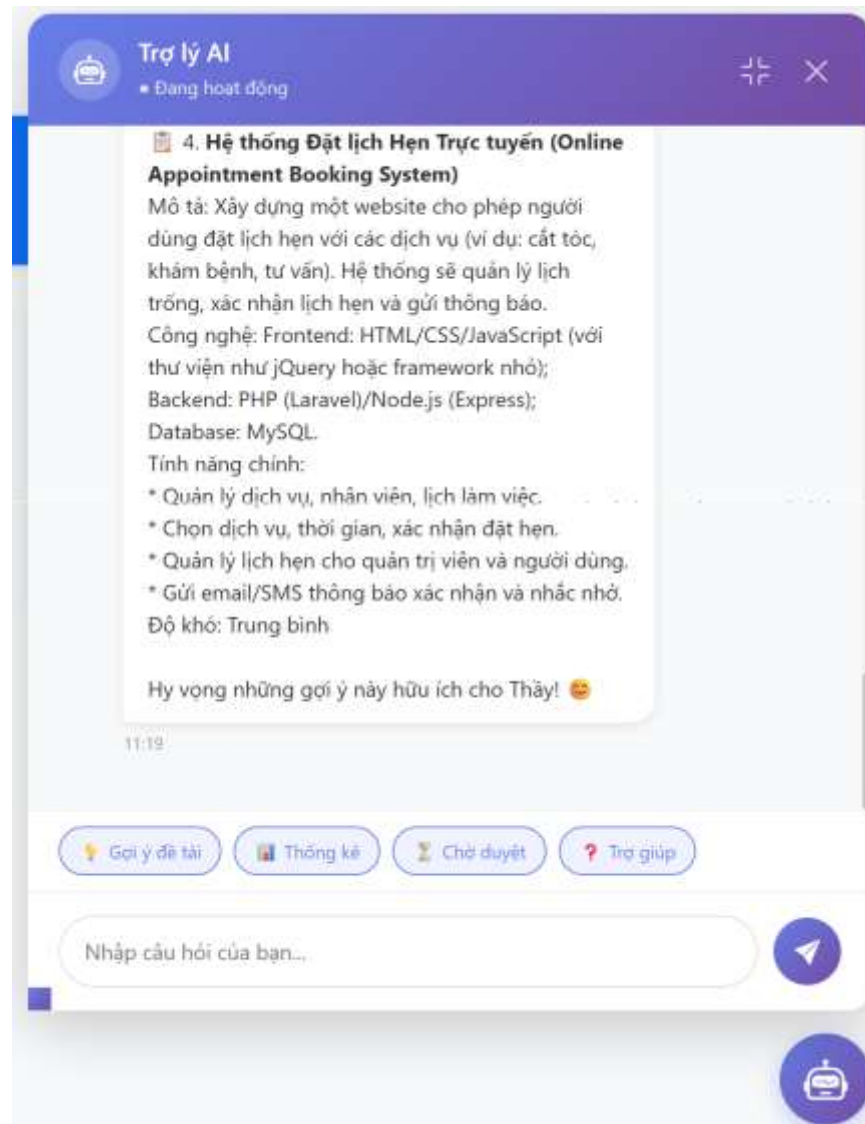 Trợ lý AI
Đang hoạt động
4. Hệ thống Đặt lịch Hẹn Trực tuyến (Online
Appointment Booking System)
Mô tả: Xây dựng một website cho phép người
dùng đặt lịch hẹn với các dịch vụ (ví dụ: cắt tóc,
khám bệnh, tư vấn). Hệ thống sẽ quản lý lịch
trống, xác nhận lịch hẹn và gửi thông báo.
Công nghệ: Frontend: HTML/CSS/JavaScript (với
thư viện như jQuery hoặc framework nhỏ);
Backend: PHP (Laravel)/Node.js (Express);
Database: MySQL.
Tính năng chính:
* Quản lý dịch vụ, nhân viên, lịch làm việc.
* Chọn dịch vụ, thời gian, xác nhận đặt hẹn.
* Quản lý lịch hẹn cho quản trị viên và người dùng.
* Gửi email/SMS thông báo xác nhận và nhắc nhở.
Độ khó: Trung bình
Hy vọng những gợi ý này hữu ích cho Thầy! 😊
11:19
Gợi ý đề tài Thống kê Chờ duyệt ❓ Trợ giúp
Nhập câu hỏi của bạn...